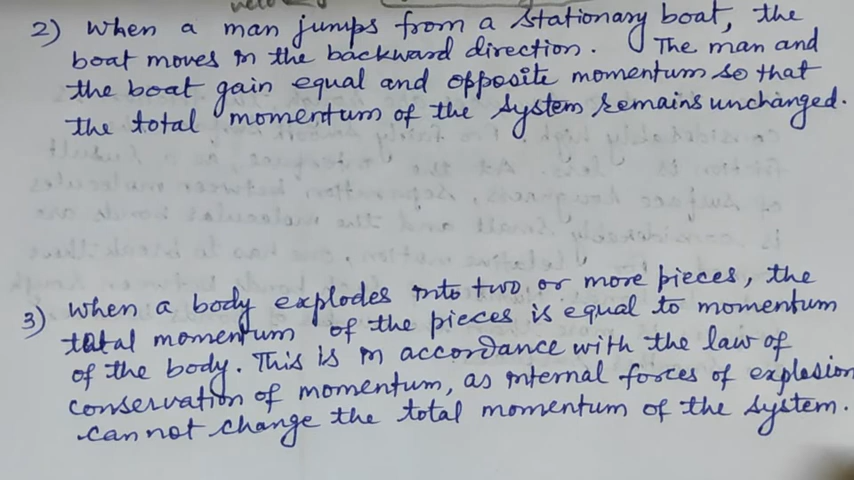 2) When a man jumps from a stationary boat, the
boat moves in the backward direction. The man and
the boat gain equal and opposite momentum so that
the total momentum of the system remains unchanged.
3) When a body explodes into two or more pieces, the
total momentum of the pieces is equal to momentum
of the body. This is in accordance with the law of
conservation of momentum, as internal forces of explosion
can not change the total momentum of the system.